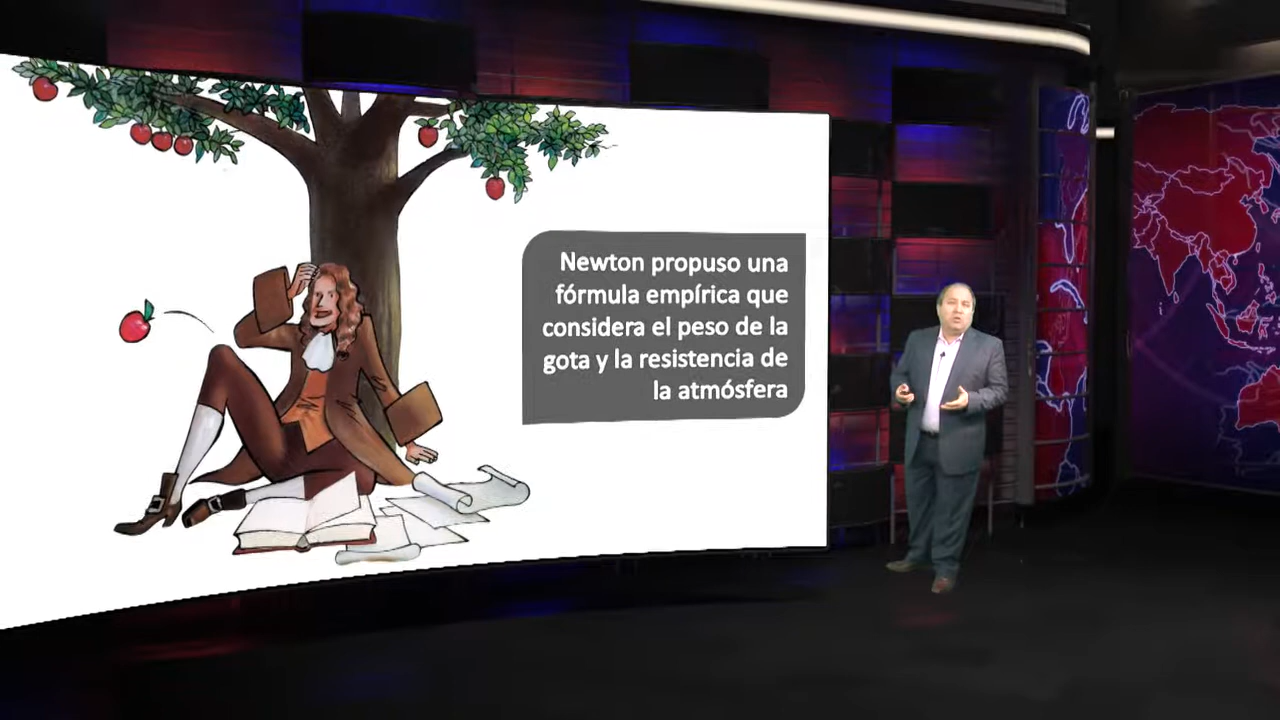 Newton propuso una
fórmula empírica que
considera el peso de la
gota y la resistencia de
la atmósfera